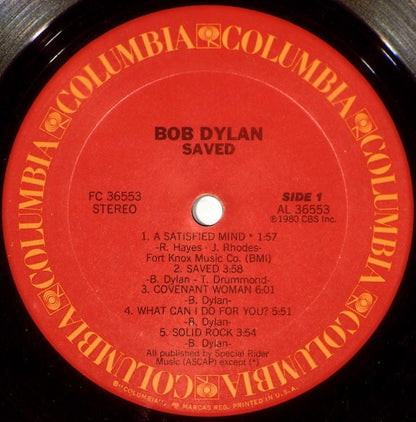 COLUMBIA COLUMBIA COLUMBIA COLUMBIA COLUMBIA COLUMBIA
BOB DYLAN
SAVED
FC 36553
STEREO
SIDE 1
AL 36553
℗1980 CBS Inc.
1. A SATISFIED MIND * 1:57
-R. Hayes - J. Rhodes-
Fort Knox Music Co. (BMI)
2. SAVED 3:58
-B. Dylan - T. Drummond-
3. COVENANT WOMAN 6:01
-B. Dylan-
4. WHAT CAN I DO FOR YOU? 5:51
-B. Dylan-
5. SOLID ROCK 3:54
-B. Dylan-
All published by Special Rider
Music (ASCAP) except (*)
"COLUMBIA", MARCAS REG. PRINTED IN U.S.A.